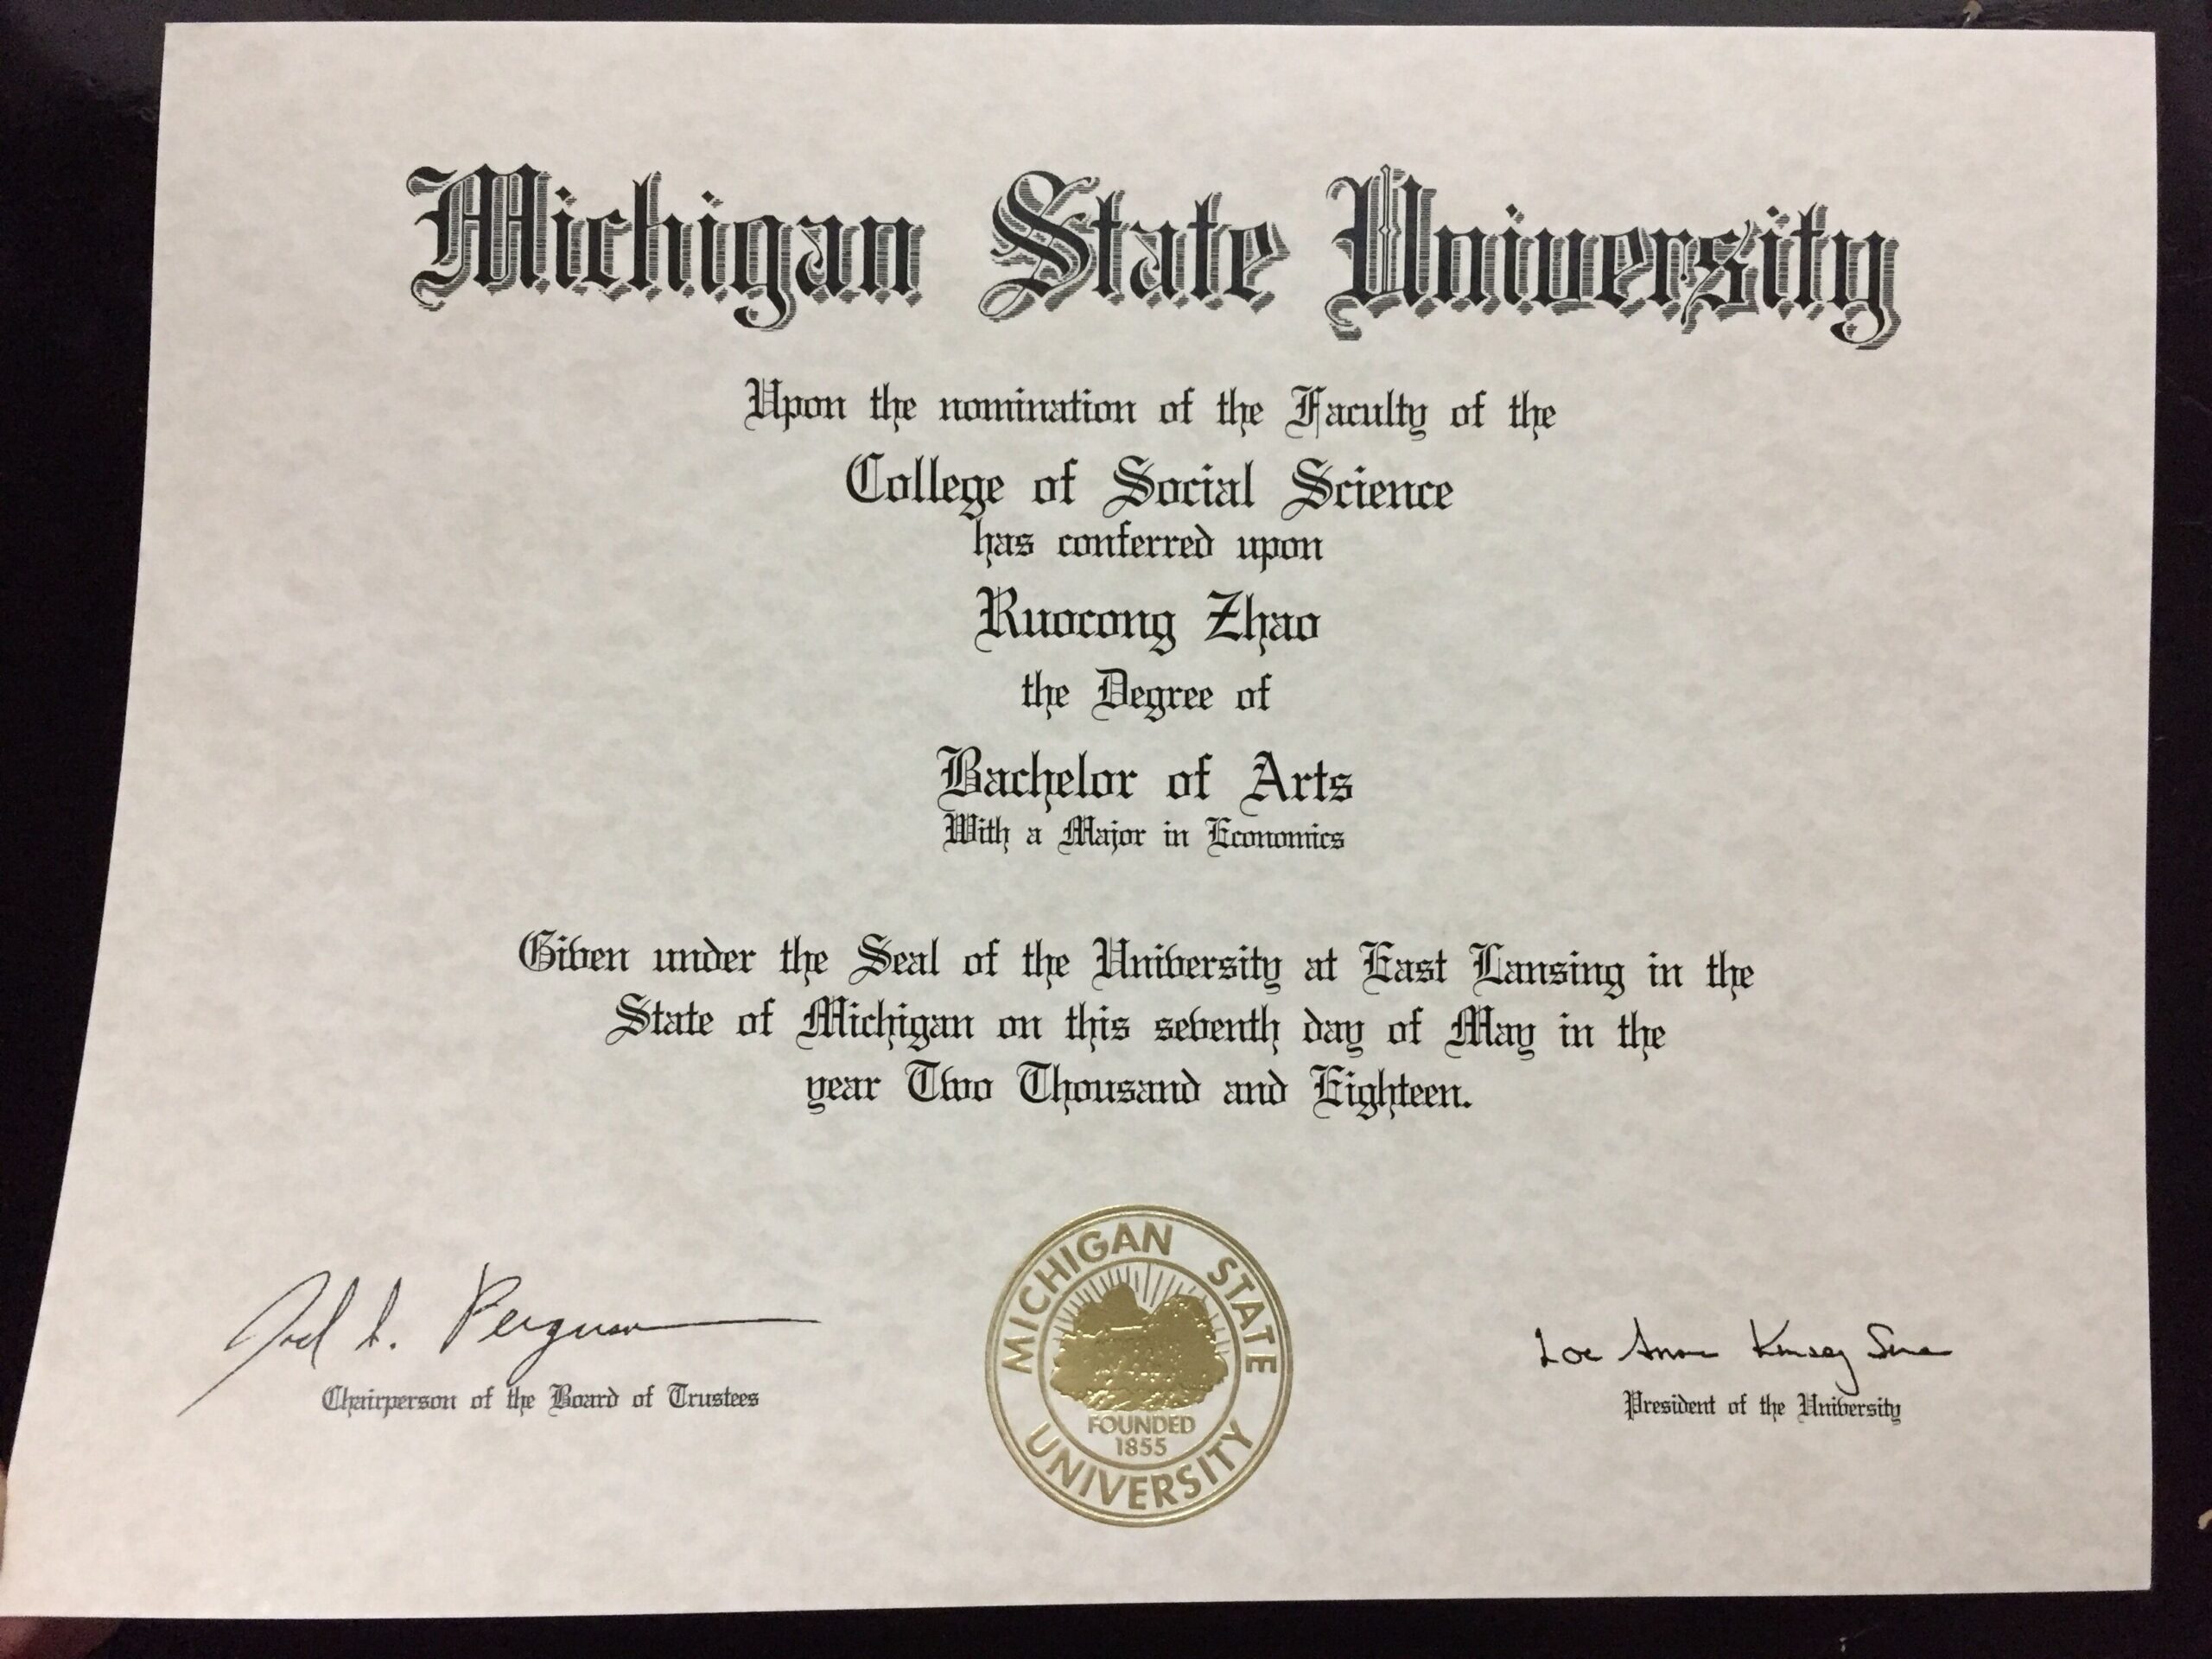 Michigan State University
Upon the nomination of the Faculty of the
College of Social Science
has conferred upon
Ruocong Zhao
the Degree of
Bachelor of Arts
With a Major in Economics
Given under the Seal of the University at East Lansing in the
State of Michigan on this seventh day of May in the
year Two Thousand and Eighteen.
Chairperson of the Board of Trustees
MICHIGAN STATE
FOUNDED
1855
UNIVERSITY
President of the University